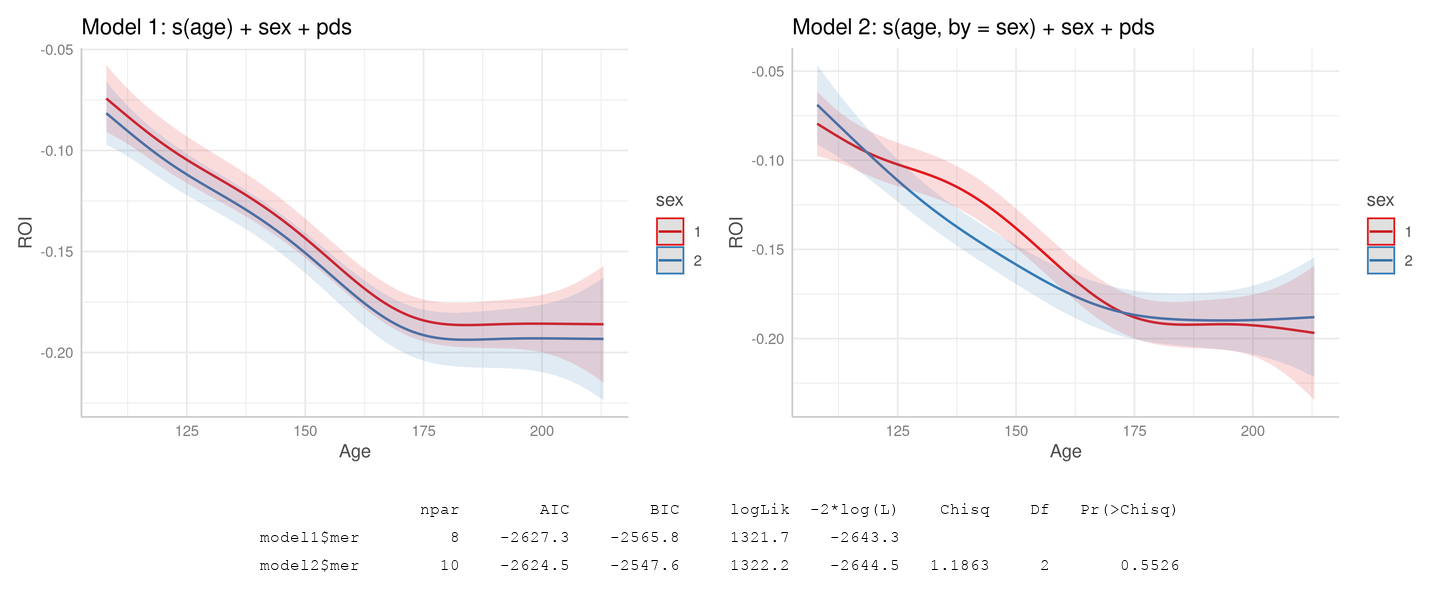 Model 1: s(age) + sex + pds
-0.05
-0.10
-0.15
-0.20
ROI
125 150 175 200
Age
sex
1
2
Model 2: s(age, by = sex) + sex + pds
-0.05
-0.10
-0.15
-0.20
ROI
125 150 175 200
Age
sex
1
2
npar AIC BIC logLik -2*log(L) Chisq Df Pr(>Chisq)
model1$mer 8 -2627.3 -2565.8 1321.7 -2643.3
model2$mer 10 -2624.5 -2547.6 1322.2 -2644.5 1.1863 2 0.5526